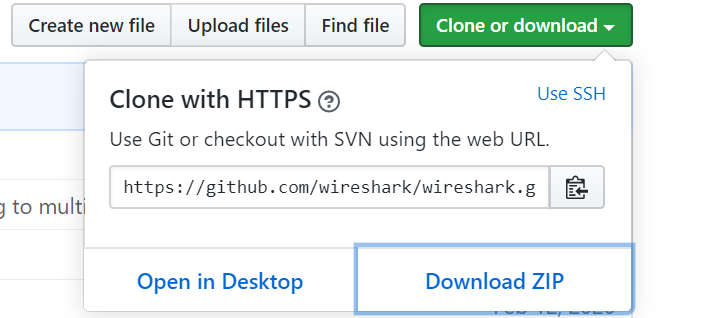 Create new file Upload files Find file Clone or download
Clone with HTTPS ? Use SSH
Use Git or checkout with SVN using the web URL.
https://github.com/wireshark/wireshark.g
g to multi
Open in Desktop Download ZIP